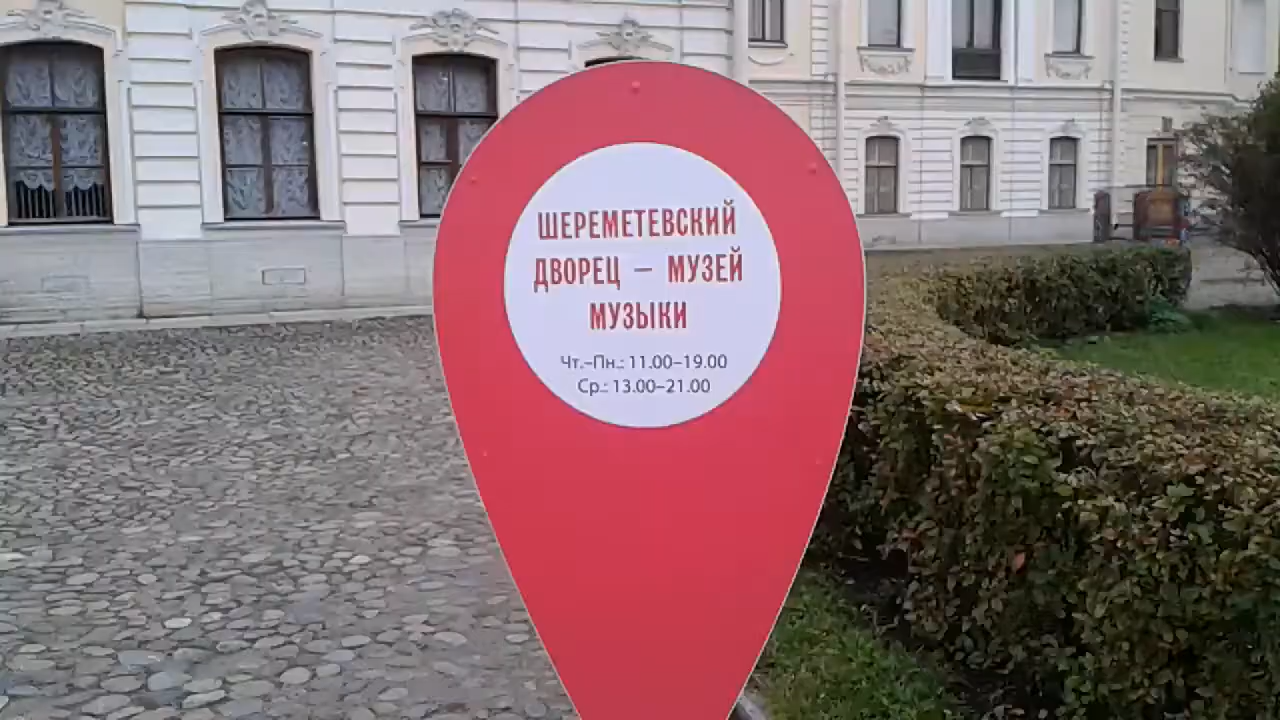 ШЕРЕМЕТЕВСКИЙ
ДВОРЕЦ – МУЗЕЙ
МУЗЫКИ
Чт.–Пн.: 11.00–19.00
Ср.: 13.00–21.00